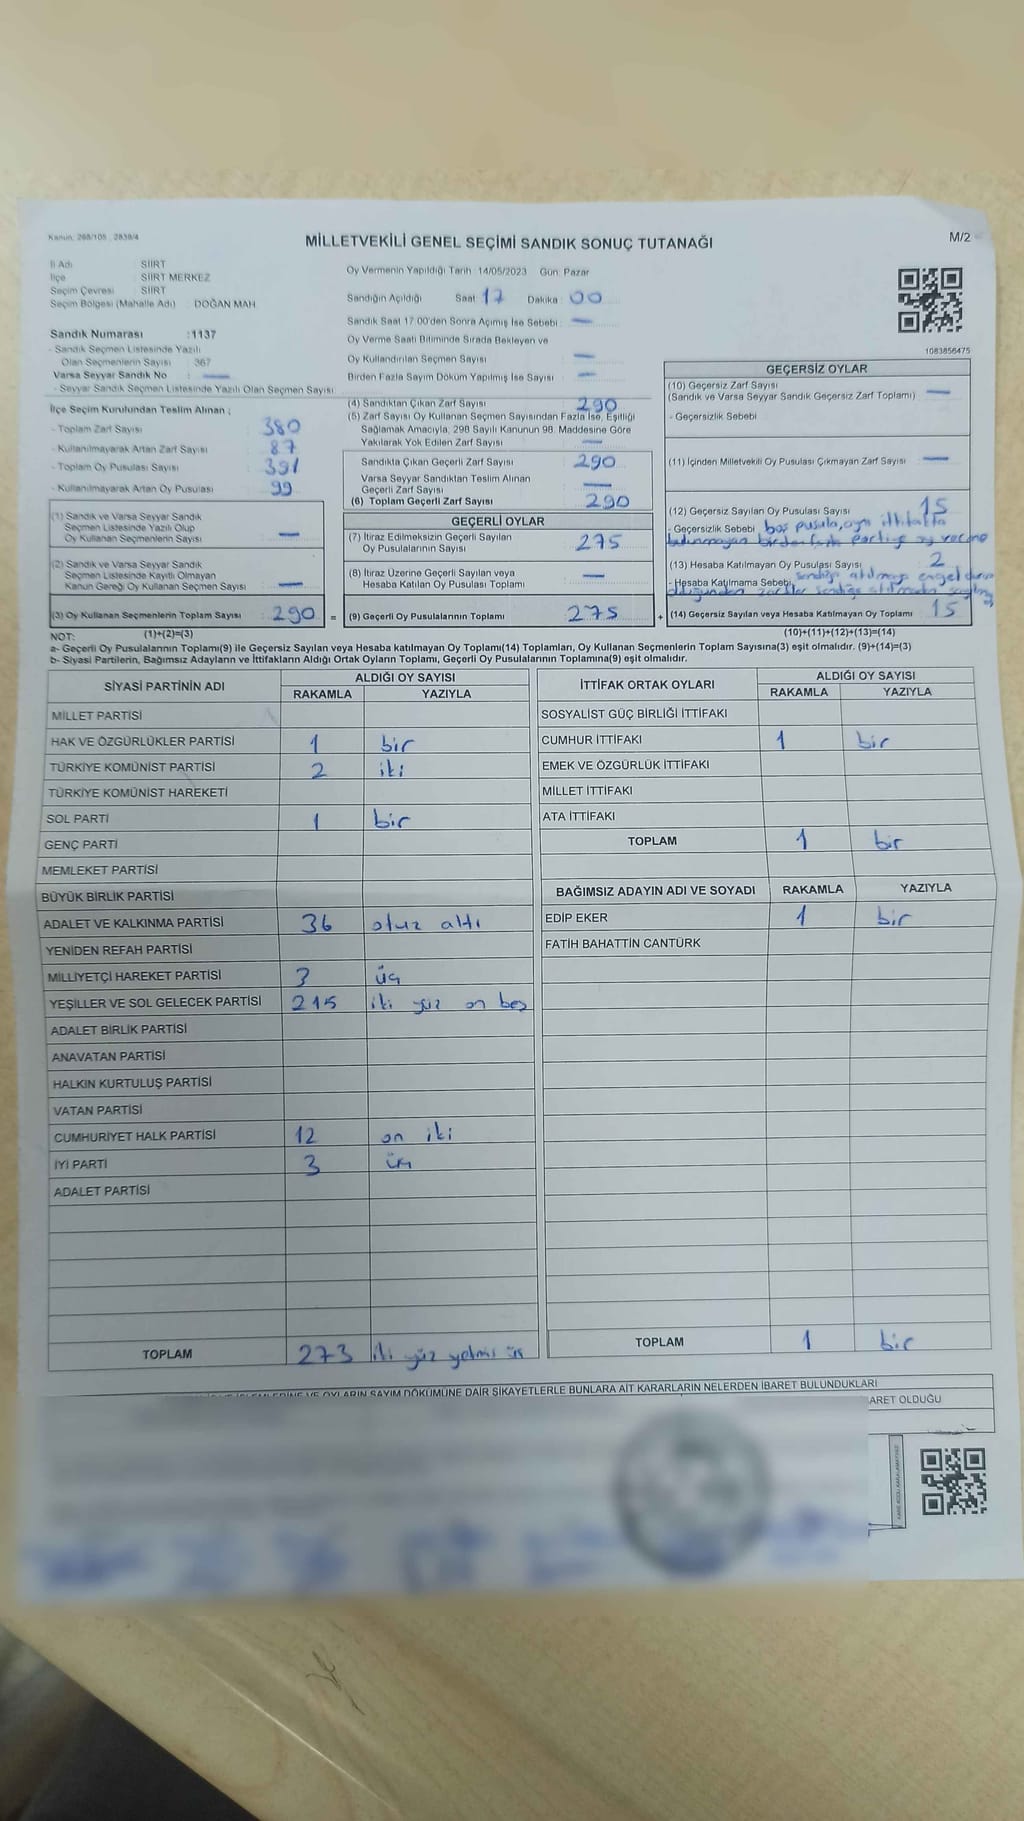 Kanun: 298/105 : 2839/4
MİLLETVEKİLİ GENEL SEÇİMİ SANDIK SONUÇ TUTANAĞI
M/2
İl Adı : SİİRT
İlçe : SİİRT MERKEZ
Seçim Çevresi : SİİRT
Seçim Bölgesi (Mahalle Adı) : DOĞAN MAH.
Sandık Numarası :1137
- Sandık Seçmen Listesinde Yazılı
Olan Seçmenlerin Sayısı : 367
Varsa Seyyar Sandık No : —
- Seyyar Sandık Seçmen Listesinde Yazılı Olan Seçmen Sayısı
İlçe Seçim Kurulundan Teslim Alınan ;
- Toplam Zarf Sayısı : 380
- Kullanılmayarak Artan Zarf Sayısı : 87
- Toplam Oy Pusulası Sayısı : 391
- Kullanılmayarak Artan Oy Pusulası : 99
(1) Sandık ve Varsa Seyyar Sandık
Seçmen Listesinde Yazılı Olup
Oy Kullanan Seçmenlerin Sayısı —
(2) Sandık ve Varsa Seyyar Sandık
Seçmen Listesinde Kayıtlı Olmayan
Kanun Gereği Oy Kullanan Seçmen Sayısı —
(3) Oy Kullanan Seçmenlerin Toplam Sayısı 290 =
Oy Vermenin Yapıldığı Tarih : 14/05/2023 Gün: Pazar
Sandığın Açıldığı Saat : 17 Dakika : 00
Sandık Saat 17:00'den Sonra Açılmış İse Sebebi : —
Oy Verme Saati Bitiminde Sırada Bekleyen ve
Oy Kullandırılan Seçmen Sayısı : —
Birden Fazla Sayım Döküm Yapılmış İse Sayısı : —
(4) Sandıktan Çıkan Zarf Sayısı : 290
(5) Zarf Sayısı Oy Kullanan Seçmen Sayısından Fazla İse, Eşitliği
Sağlamak Amacıyla, 298 Sayılı Kanunun 98. Maddesine Göre
Yakılarak Yok Edilen Zarf Sayısı : —
Sandıkta Çıkan Geçerli Zarf Sayısı : 290
Varsa Seyyar Sandıktan Teslim Alınan
Geçerli Zarf Sayısı : —
(6) Toplam Geçerli Zarf Sayısı : 290
GEÇERLİ OYLAR
(7) İtiraz Edilmeksizin Geçerli Sayılan
Oy Pusulalarının Sayısı : 275
(8) İtiraz Üzerine Geçerli Sayılan veya
Hesaba Katılan Oy Pusulası Toplamı : —
(9) Geçerli Oy Pusulalarının Toplamı : 275 +
1083856475
GEÇERSİZ OYLAR
(10) Geçersiz Zarf Sayısı
(Sandık ve Varsa Seyyar Sandık Geçersiz Zarf Toplamı) : —
- Geçersizlik Sebebi :
(11) İçinden Milletvekili Oy Pusulası Çıkmayan Zarf Sayısı : —
(12) Geçersiz Sayılan Oy Pusulası Sayısı : 15
- Geçersizlik Sebebi : boş pusula, aynı ittifakta
bulunmayan birden fazla partiye oy verme
(13) Hesaba Katılmayan Oy Pusulası Sayısı : 2
- Hesaba Katılmama Sebebi: sandığa atılmaya engel durum
olduğundan zarflar sandığa atılmadan
(14) Geçersiz Sayılan veya Hesaba Katılmayan Oy Toplamı : 15
NOT: (1)+(2)=(3) (10)+(11)+(12)+(13)=(14)
a- Geçerli Oy Pusulalarının Toplamı(9) ile Geçersiz Sayılan veya Hesaba katılmayan Oy Toplamı(14) Toplamları, Oy Kullanan Seçmenlerin Toplam Sayısına(3) eşit olmalıdır. (9)+(14)=(3)
b- Siyasi Partilerin, Bağımsız Adayların ve İttifakların Aldığı Ortak Oyların Toplamı, Geçerli Oy Pusulalarının Toplamına(9) eşit olmalıdır.
SİYASİ PARTİNİN ADI ALDIĞI OY SAYISI
RAKAMLA YAZIYLA
MİLLET PARTİSİ
HAK VE ÖZGÜRLÜKLER PARTİSİ 1 bir
TÜRKİYE KOMÜNİST PARTİSİ 2 iki
TÜRKİYE KOMÜNİST HAREKETİ
SOL PARTİ 1 bir
GENÇ PARTİ
MEMLEKET PARTİSİ
BÜYÜK BİRLİK PARTİSİ
ADALET VE KALKINMA PARTİSİ 36 otuz altı
YENİDEN REFAH PARTİSİ
MİLLİYETÇİ HAREKET PARTİSİ 3 üç
YEŞİLLER VE SOL GELECEK PARTİSİ 215 iki yüz on beş
ADALET BİRLİK PARTİSİ
ANAVATAN PARTİSİ
HALKIN KURTULUŞ PARTİSİ
VATAN PARTİSİ
CUMHURİYET HALK PARTİSİ 12 on iki
İYİ PARTİ 3 üç
ADALET PARTİSİ
TOPLAM 273 iki yüz yetmiş üç
İTTİFAK ORTAK OYLARI ALDIĞI OY SAYISI
RAKAMLA YAZIYLA
SOSYALİST GÜÇ BİRLİĞİ İTTİFAKI
CUMHUR İTTİFAKI 1 bir
EMEK VE ÖZGÜRLÜK İTTİFAKI
MİLLET İTTİFAKI
ATA İTTİFAKI
TOPLAM 1 bir
BAĞIMSIZ ADAYIN ADI VE SOYADI RAKAMLA YAZIYLA
EDİP EKER 1 bir
FATİH BAHATTİN CANTÜRK
TOPLAM 1 bir
İŞLEMLERİNE VE OYLARIN SAYIM DÖKÜMÜNE DAİR ŞİKAYETLERLE BUNLARA AİT KARARLARIN NELERDEN İBARET BULUNDUKLARI
ARET OLDUĞU